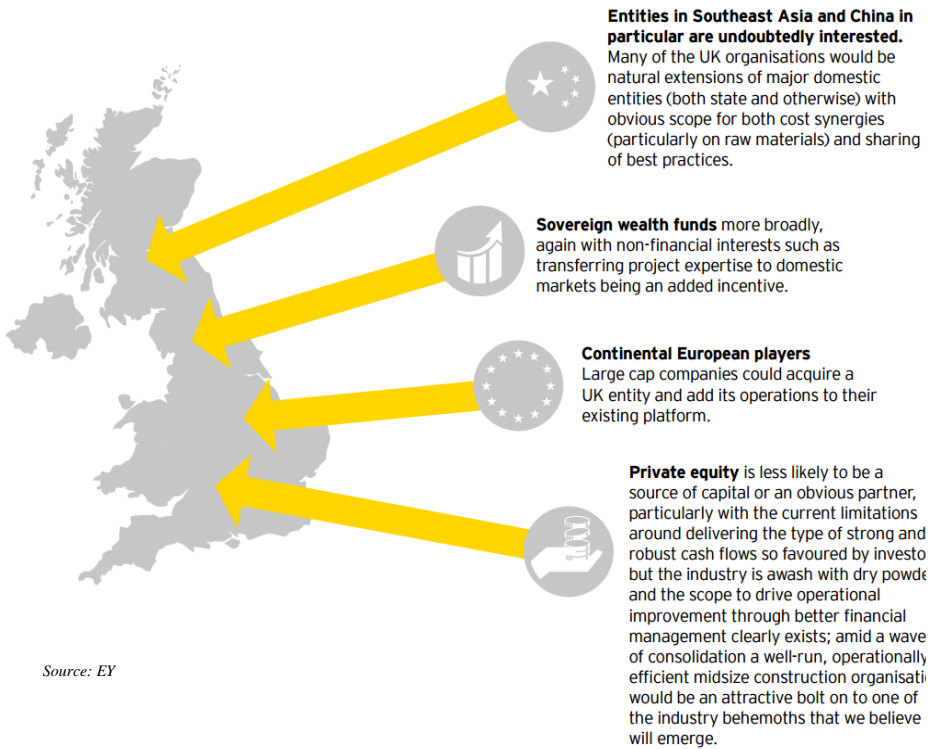 Entities in Southeast Asia and China in
particular are undoubtedly interested.
Many of the UK organisations would be
natural extensions of major domestic
entities (both state and otherwise) with
obvious scope for both cost synergies
(particularly on raw materials) and sharing
of best practices.
Sovereign wealth funds more broadly,
again with non-financial interests such as
transferring project expertise to domestic
markets being an added incentive.
Continental European players
Large cap companies could acquire a
UK entity and add its operations to their
existing platform.
Private equity is less likely to be a
source of capital or an obvious partner,
particularly with the current limitations
around delivering the type of strong and
robust cash flows so favoured by
but the industry is awash with dry
and the scope to drive operational
improvement through better financial
management clearly exists; amid a wave
of consolidation a well-run, operationally
efficient midsize construction
would be an attractive bolt on to one of
the industry behemoths that we believe
will emerge.
Source: EY